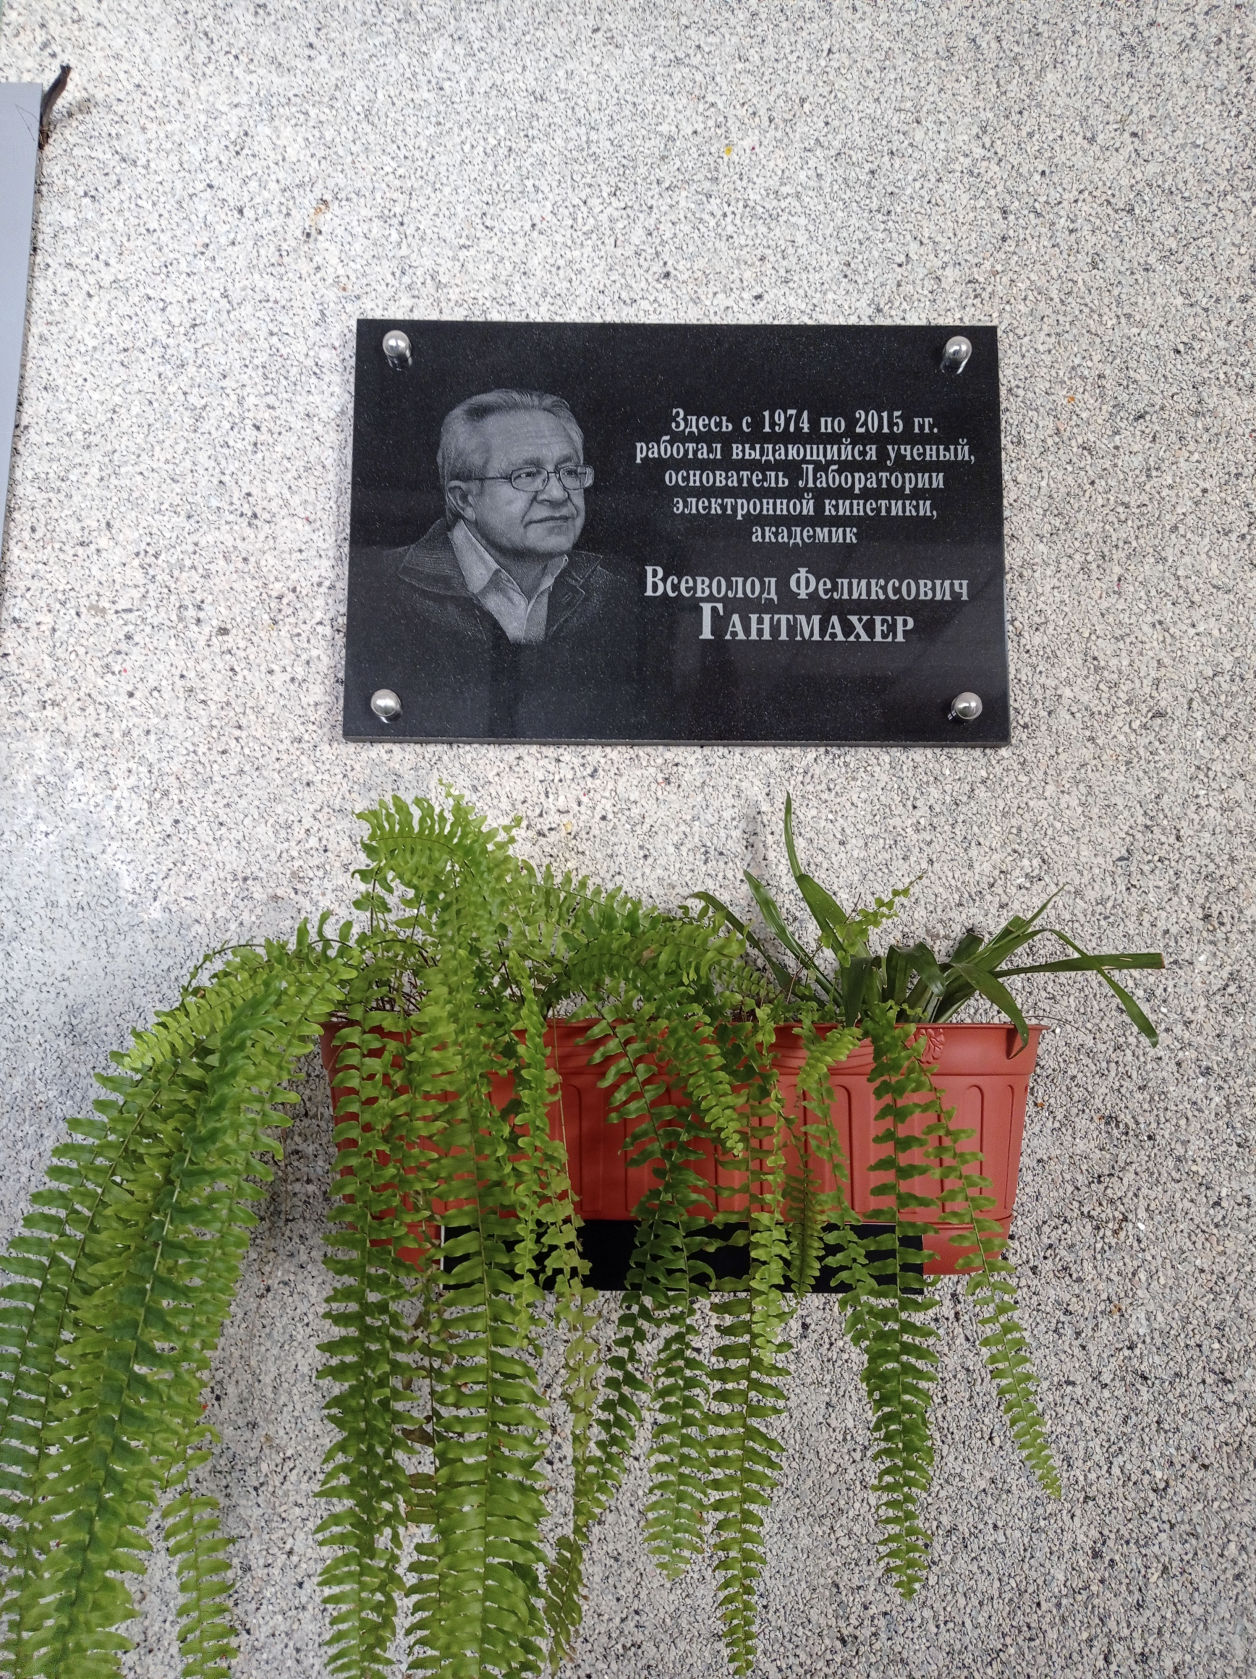 Здесь с 1974 по 2015 гг.
работал выдающийся ученый,
основатель Лаборатории
электронной кинетики,
академик
Всеволод Феликсович
ГАНТМАХЕР